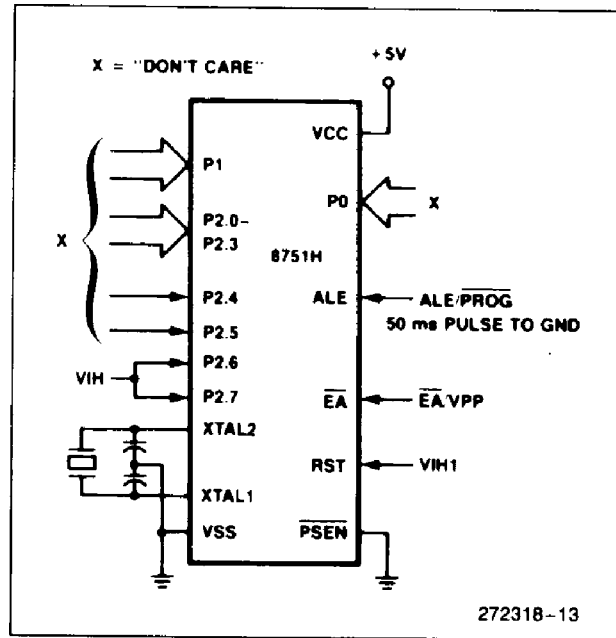 X = "DON'T CARE"
+5V
VCC
P1
P0
X
P2.0–
P2.3
X
8751H
P2.4
ALE
ALE/PROG
50 ms PULSE TO GND
P2.5
P2.6
VIH
P2.7
EA
EA/VPP
XTAL2
RST
VIH1
XTAL1
VSS
PSEN
272318–13